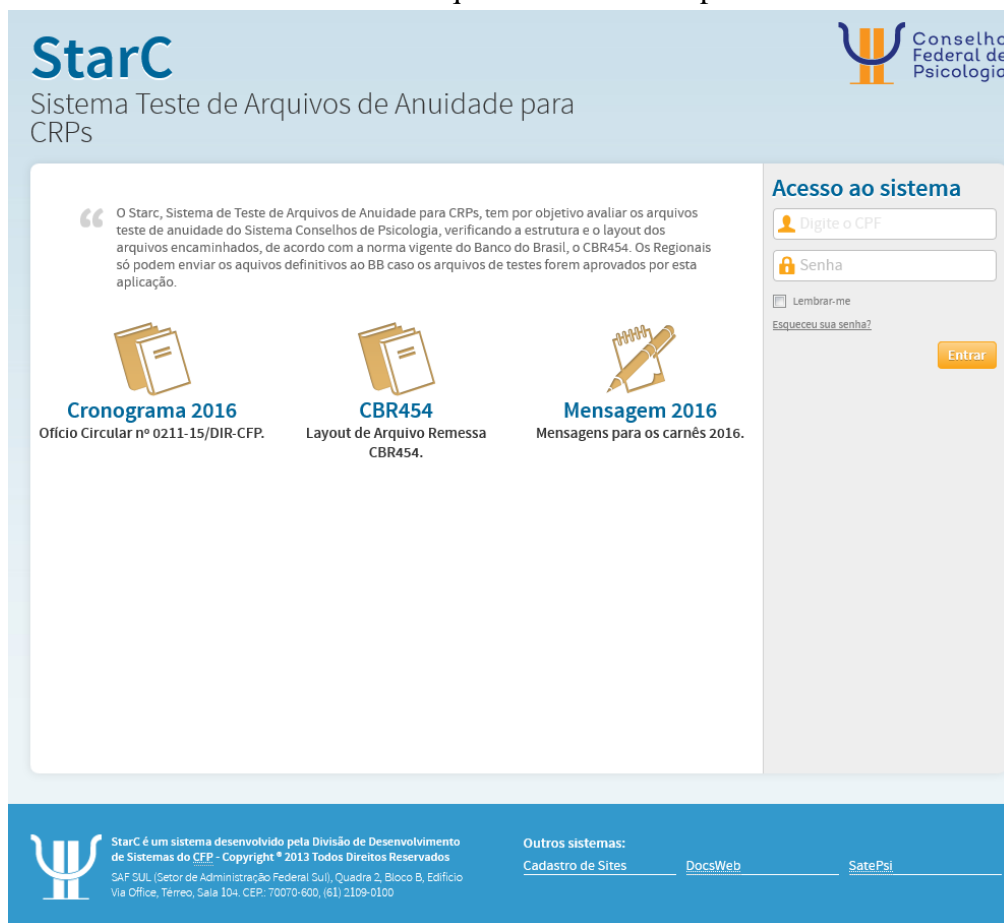 StarC
Sistema Teste de Arquivos de Anuidade para
CRPs
Conselho
Federal de
Psicologia
O Starc, Sistema de Teste de Arquivos de Anuidade para CRPs, tem por objetivo avaliar os arquivos
teste de anuidade do Sistema Conselhos de Psicologia, verificando a estrutura e o layout dos
arquivos encaminhados, de acordo com a norma vigente do Banco do Brasil, o CBR454. Os Regionais
só podem enviar os aquivos definitivos ao BB caso os arquivos de testes forem aprovados por esta
aplicação.
Cronograma 2016
Ofício Circular nº 0211-15/DIR-CFP.
CBR454
Layout de Arquivo Remessa
CBR454.
Mensagem 2016
Mensagens para os carnês 2016.
Acesso ao sistema
Digite o CPF
Senha
Lembrar-me
Esqueceu sua senha?
Entrar
StarC é um sistema desenvolvido pela Divisão de Desenvolvimento
de Sistemas do CFP - Copyright ® 2013 Todos Direitos Reservados
SAF SUL (Setor de Administração Federal Sul), Quadra 2, Bloco B, Edifício
Via Office, Térreo, Sala 104. CEP.: 70070-600, (61) 2109-0100
Outros sistemas:
Cadastro de Sites
DocsWeb
SatePsi